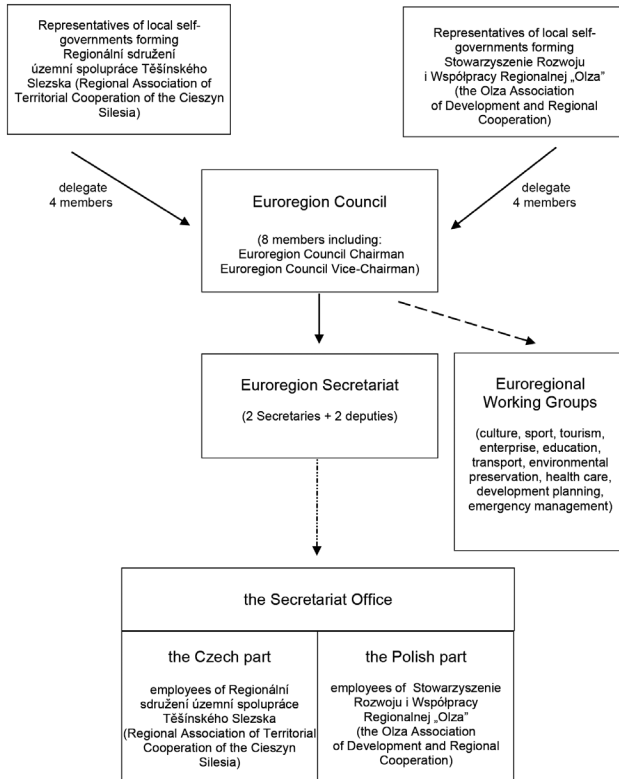 Representatives of local self-
governments forming
Regionální sdružení
územní spolupráce Těšínského
Slezska (Regional Association of
Territorial Cooperation of the Cieszyn
Silesia)
Representatives of local self-
governments forming
Stowarzyszenie Rozwoju
i Współpracy Regionalnej „Olza”
(the Olza Association
of Development and Regional
Cooperation)
delegate
4 members
delegate
4 members
Euroregion Council
(8 members including:
Euroregion Council Chairman
Euroregion Council Vice-Chairman)
Euroregion Secretariat
(2 Secretaries + 2 deputies)
Euroregional
Working Groups
(culture, sport, tourism,
enterprise, education,
transport, environmental
preservation, health care,
development planning,
emergency management)
the Secretariat Office
the Czech part
employees of Regionální
sdružení územní spolupráce
Těšínského Slezska
(Regional Association of Territorial
Cooperation of the Cieszyn
Silesia)
the Polish part
employees of Stowarzyszenie
Rozwoju i Współpracy
Regionalnej „Olza”
(the Olza Association
of Development and Regional
Cooperation)